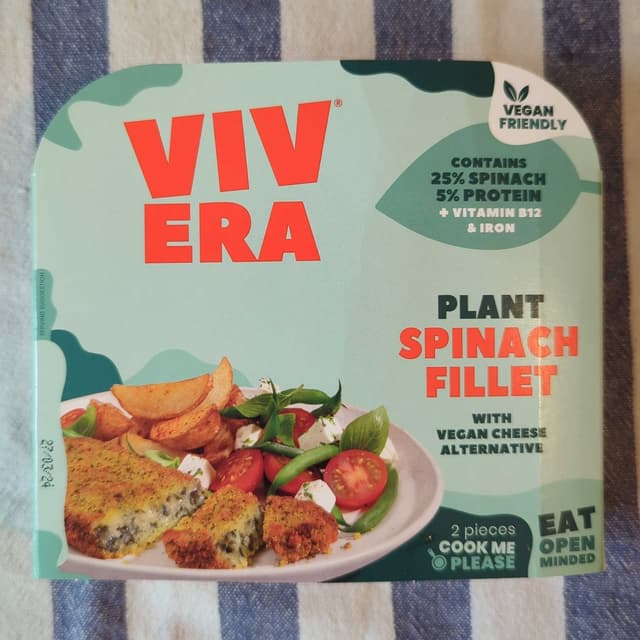 VIV
ERA®
VEGAN
FRIENDLY
CONTAINS
25% SPINACH
5% PROTEIN
+ VITAMIN B12
& IRON
PLANT
SPINACH
FILLET
WITH
VEGAN CHEESE
ALTERNATIVE
27/03/24
2 pieces
COOK ME
PLEASE
EAT
OPEN
MINDED